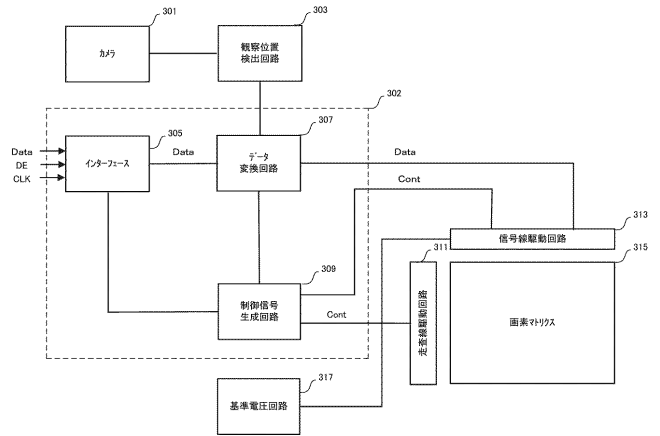 301
カメラ
303
観察位置
検出回路
302
Data
DE
CLK
305
インターフェース
Data
307
データ
変換回路
Data
Cont
313
信号線駆動回路
311
走査線駆動回路
315
画素マトリクス
309
制御信号
生成回路
Cont
317
基準電圧回路